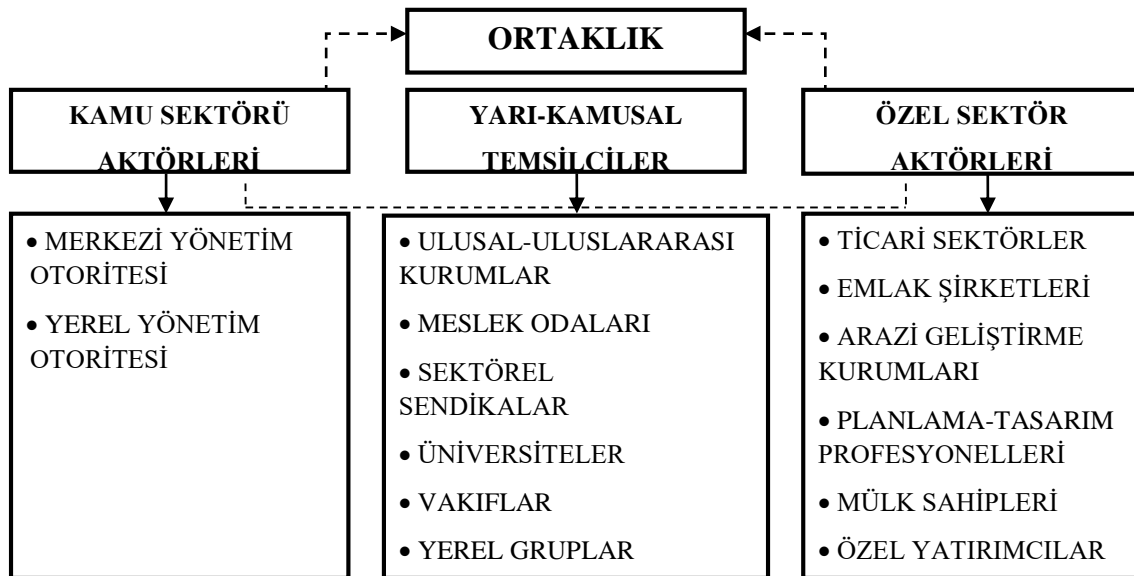 ORTAKLIK
KAMU SEKTÖRÜ
AKTÖRLERİ
YARI-KAMUSAL
TEMSİLCİLER
ÖZEL SEKTÖR
AKTÖRLERİ
• MERKEZİ YÖNETİM
OTORİTESİ
• YEREL YÖNETİM
OTORİTESİ
• ULUSAL-ULUSLARARASI
KURUMLAR
• MESLEK ODALARI
• SEKTÖREL
SENDİKALAR
• ÜNİVERSİTELER
• VAKIFLAR
• YEREL GRUPLAR
• TİCARİ SEKTÖRLER
• EMLAK ŞİRKETLERİ
• ARAZİ GELİŞTİRME
KURUMLARI
• PLANLAMA-TASARIM
PROFESYONELLERİ
• MÜLK SAHİPLERİ
• ÖZEL YATIRIMCILAR